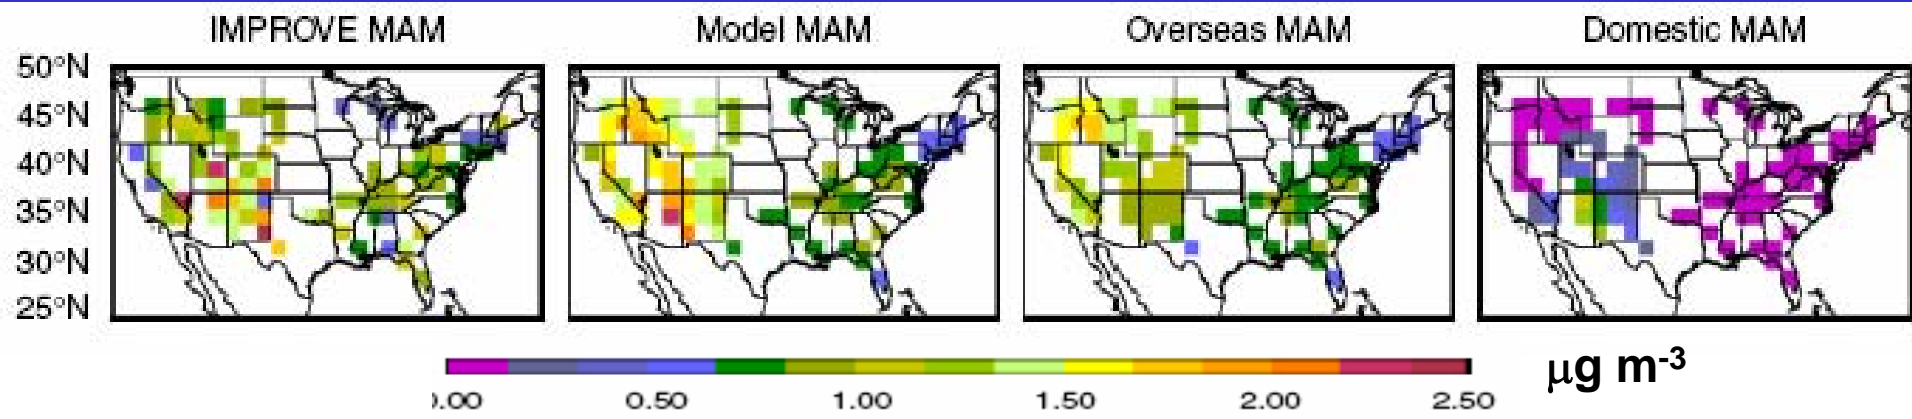 IMPROVE MAM
Model MAM
Overseas MAM
Domestic MAM
50°N
45°N
40°N
35°N
30°N
25°N
.00 0.50 1.00 1.50 2.00 2.50
μg m-3